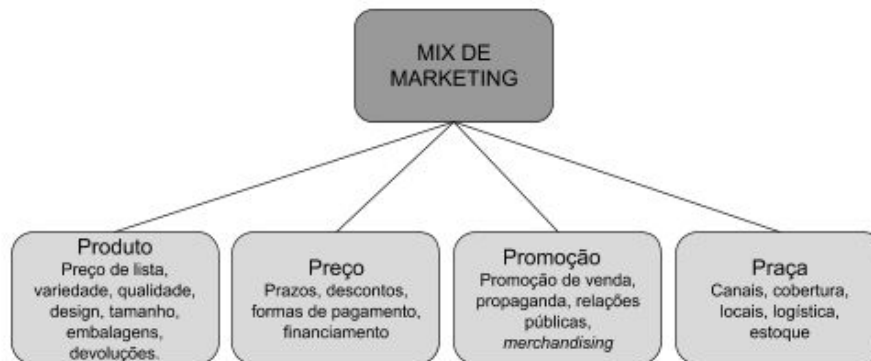 MIX DE
MARKETING
Produto
Preço de lista,
variedade, qualidade,
design, tamanho,
embalagens,
devoluções.
Preço
Prazos, descontos,
formas de pagamento,
financiamento
Promoção
Promoção de venda,
propaganda, relações
públicas,
merchandising
Praça
Canais, cobertura,
locais, logística,
estoque